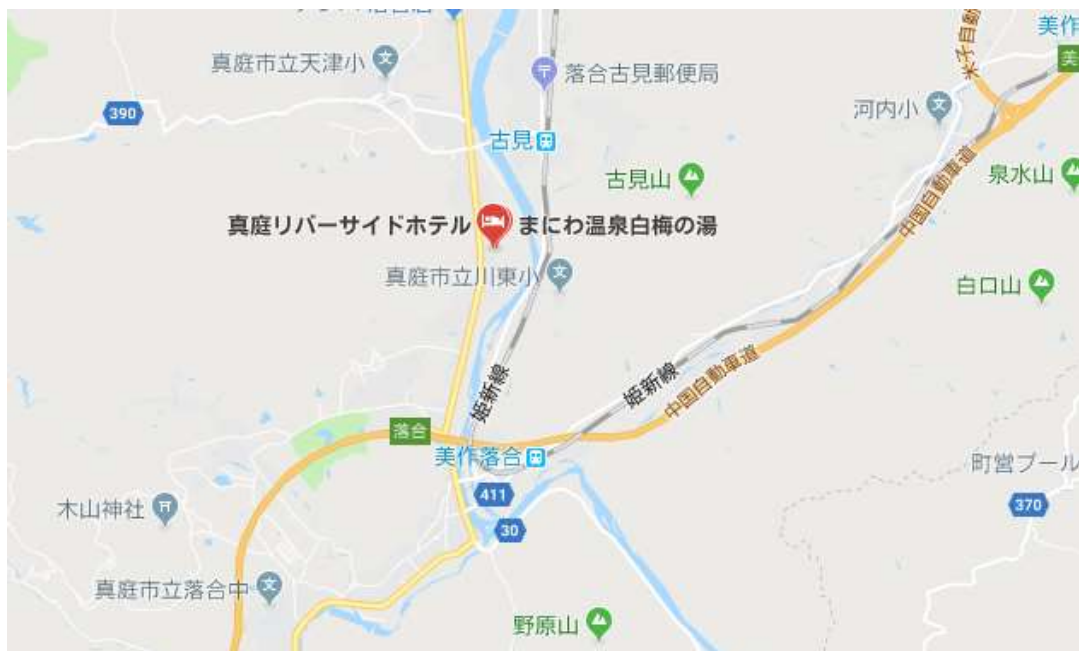 真庭市立天津小
落合古見郵便局
美作
美
米子自動
390
河内小
古見
古見山
泉水山
中国自動車道
真庭リバーサイドホテル
まにわ温泉白梅の湯
真庭市立川東小
白口山
姫新線
姫新線
中国自動車道
落合
美作落合
町営プール
411
370
木山神社
30
真庭市立落合中
野原山